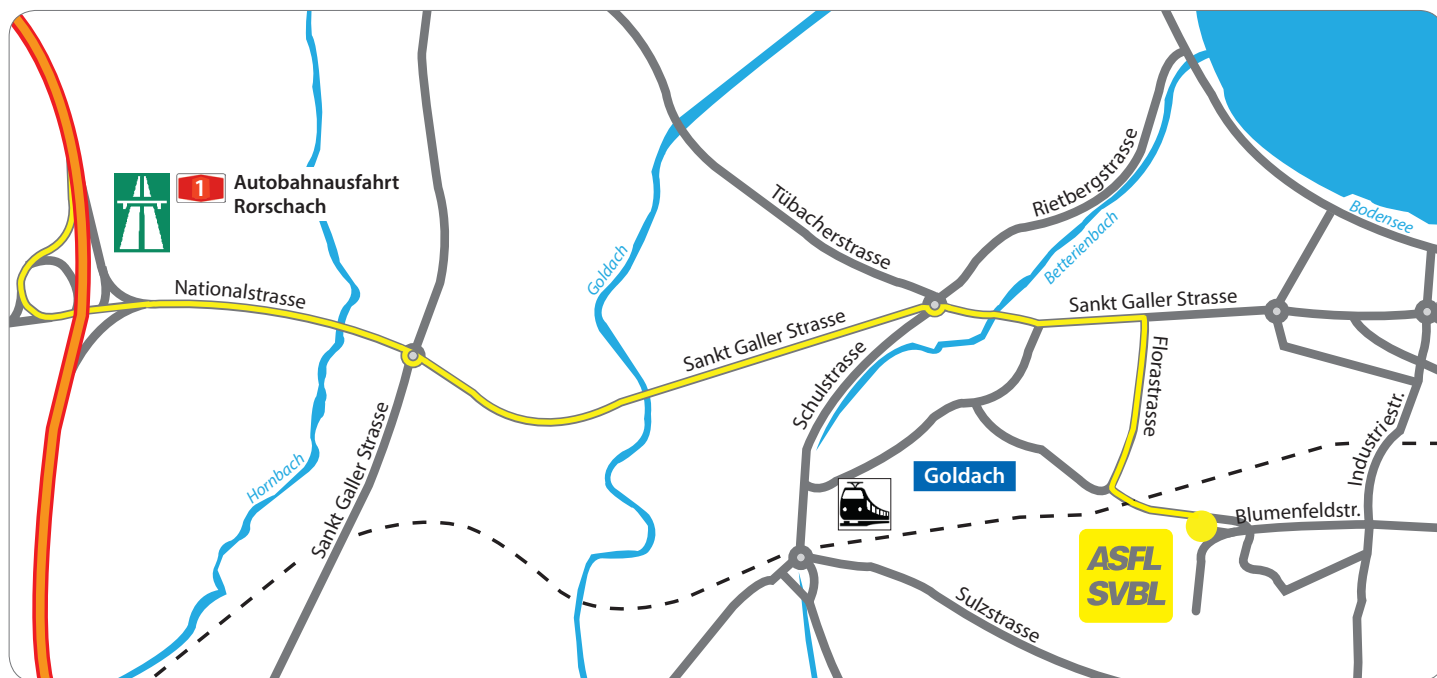 1
Autobahnausfahrt
Rorschach
Nationalstrasse
Hornbach
Sankt Galler Strasse
Goldach
Tübacherstrasse
Sankt Galler Strasse
Schulstrasse
Rietbergstrasse
Betterienbach
Bodensee
Sankt Galler Strasse
Florastrasse
Industriestr.
Goldach
Blumenfeldstr.
ASFL
SVBL
Sulzstrasse